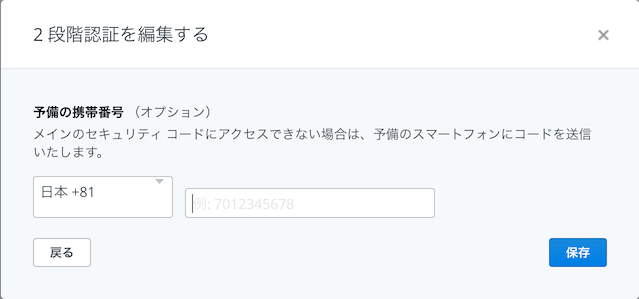 2 段階認証を編集する
×
予備の携帯番号 （オプション）
メインのセキュリティ コードにアクセスできない場合は、予備のスマートフォンにコードを送信
いたします。
日本 +81
例: 7012345678
戻る
保存